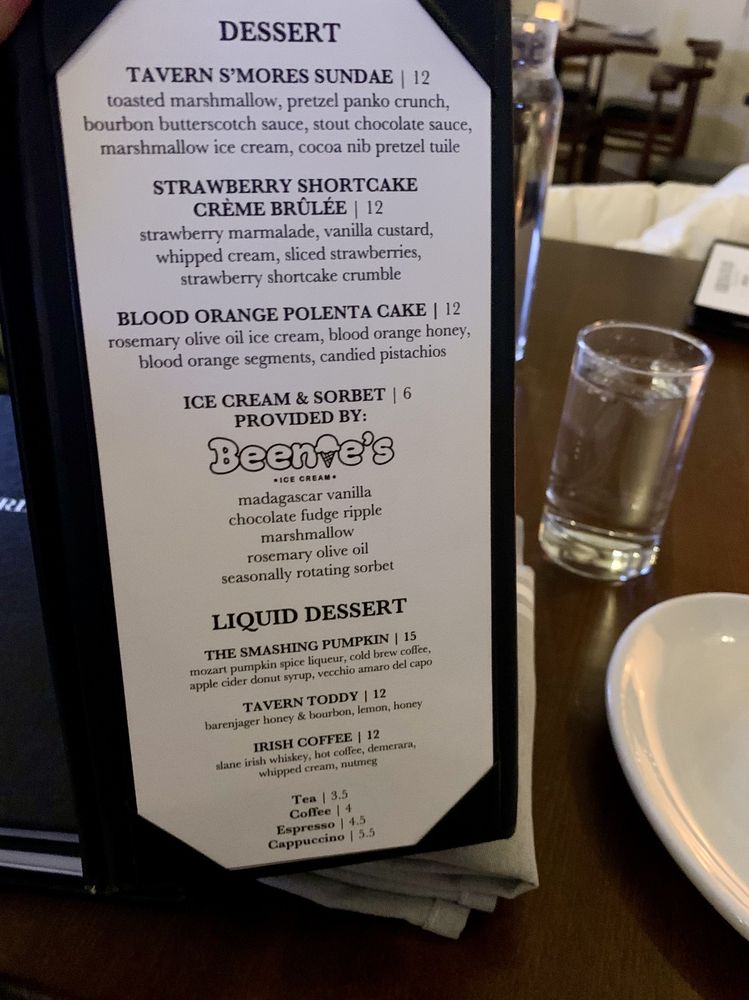 DESSERT
TAVERN S'MORES SUNDAE | 12
toasted marshmallow, pretzel panko crunch,
bourbon butterscotch sauce, stout chocolate sauce,
marshmallow ice cream, cocoa nib pretzel tuile
STRAWBERRY SHORTCAKE
CRÈME BRÛLÉE | 12
strawberry marmalade, vanilla custard,
whipped cream, sliced strawberries,
strawberry shortcake crumble
BLOOD ORANGE POLENTA CAKE | 12
rosemary olive oil ice cream, blood orange honey,
blood orange segments, candied pistachios
ICE CREAM & SORBET | 6
PROVIDED BY:
Beenie's
•ICE CREAM•
madagascar vanilla
chocolate fudge ripple
marshmallow
rosemary olive oil
seasonally rotating sorbet
LIQUID DESSERT
THE SMASHING PUMPKIN | 15
mozart pumpkin spice liqueur, cold brew coffee,
apple cider donut syrup, vecchio amaro del capo
TAVERN TODDY | 12
barenjager honey & bourbon, lemon, honey
IRISH COFFEE | 12
slane irish whiskey, hot coffee, demerara,
whipped cream, nutmeg
Tea | 3.5
Coffee | 4
Espresso | 4.5
Cappuccino | 5.5